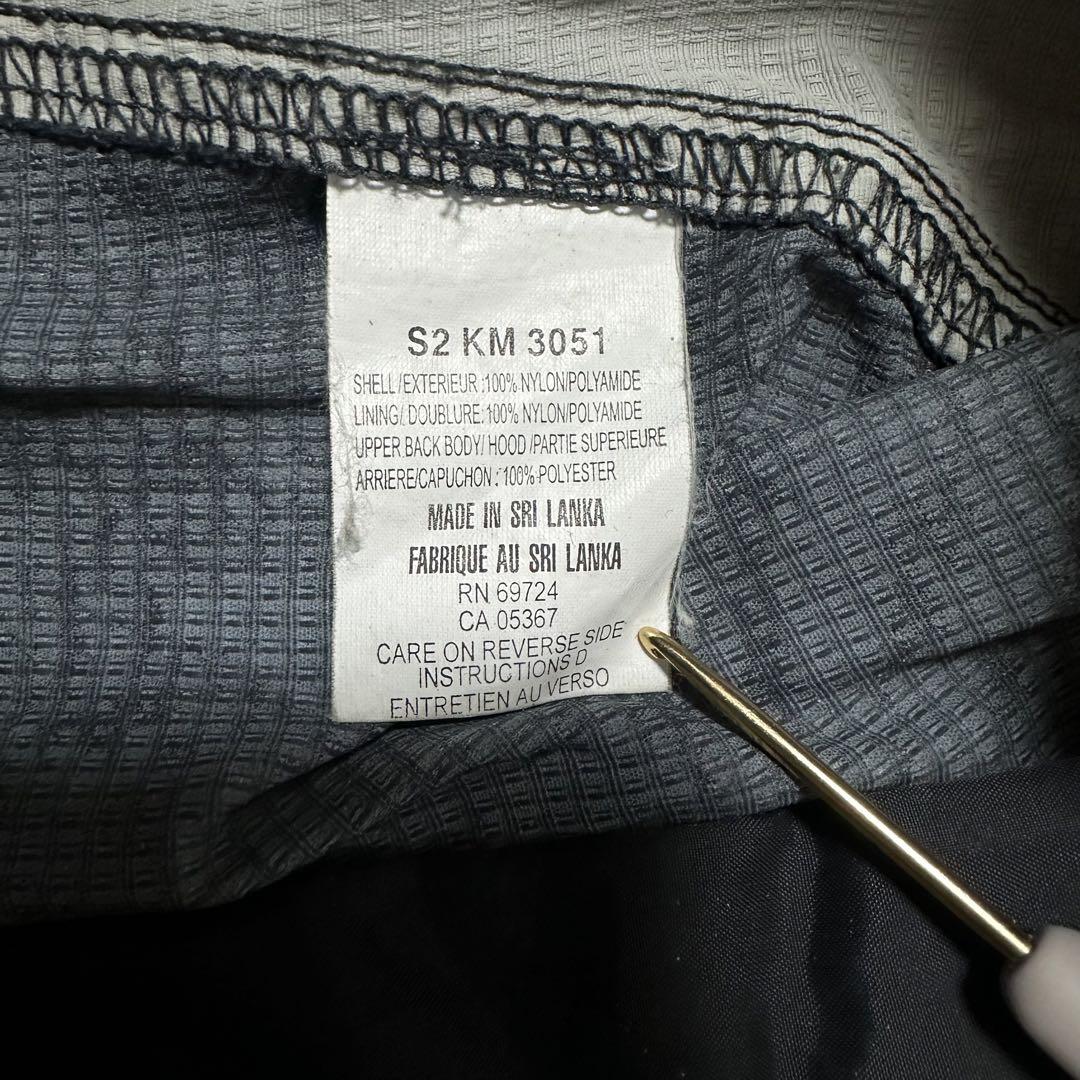 S2 KM 3051
SHELL/EXTERIEUR :100% NYLON/POLYAMIDE
LINING/ DOUBLURE: 100% NYLON/POLYAMIDE
UPPER BACK BODY/ HOOD /PARTIE SUPERIEURE
ARRIERE/CAPUCHON : 100% POLYESTER
MADE IN SRI LANKA
FABRIQUE AU SRI LANKA
RN 69724
CA 05367
CARE ON REVERSE SIDE
INSTRUCTIONS D
ENTRETIEN AU VERSO